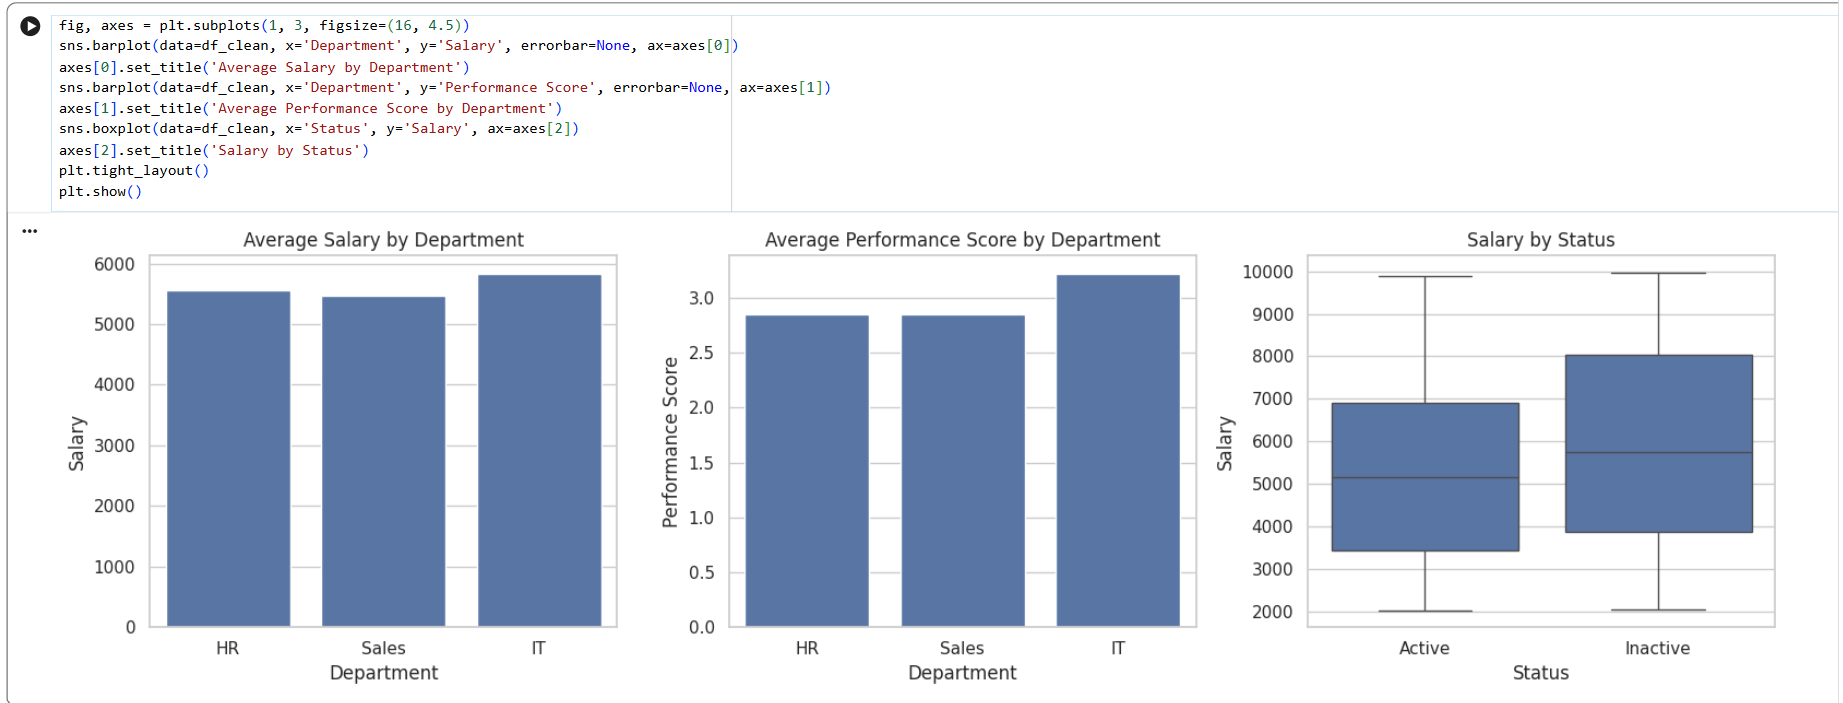 fig, axes = plt.subplots(1, 3, figsize=(16, 4.5))
sns.barplot(data=df_clean, x='Department', y='Salary', errorbar=None, ax=axes[0])
axes[0].set_title('Average Salary by Department')
sns.barplot(data=df_clean, x='Department', y='Performance Score', errorbar=None, ax=axes[1])
axes[1].set_title('Average Performance Score by Department')
sns.boxplot(data=df_clean, x='Status', y='Salary', ax=axes[2])
axes[2].set_title('Salary by Status')
plt.tight_layout()
plt.show()
Average Salary by Department
6000
5000
4000
3000
2000
1000
0
Salary
HR Sales IT
Department
Average Performance Score by Department
3.0
2.5
2.0
1.5
1.0
0.5
0.0
Performance Score
HR Sales IT
Department
Salary by Status
10000
9000
8000
7000
6000
5000
4000
3000
2000
Salary
Active Inactive
Status